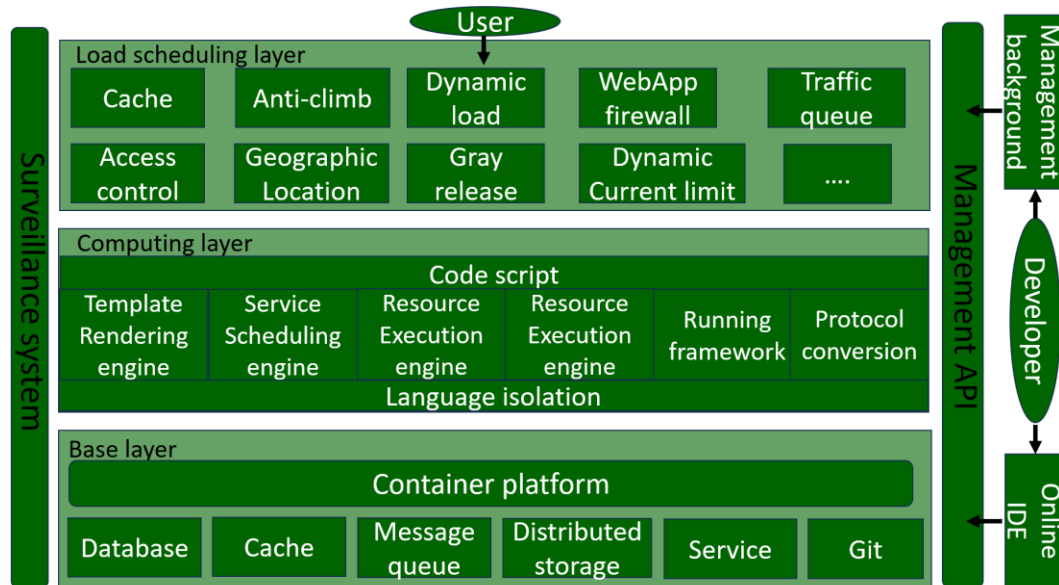 User
Load scheduling layer
Cache
Anti-climb
Dynamic
load
WebApp
firewall
Traffic
queue
Access
control
Geographic
Location
Gray
release
Dynamic
Current limit
....
Computing layer
Code script
Template
Rendering
engine
Service
Scheduling
engine
Resource
Execution
engine
Resource
Execution
engine
Running
framework
Protocol
conversion
Language isolation
Base layer
Container platform
Database
Cache
Message
queue
Distributed
storage
Service
Git
Surveillance system
Management API
Management
background
Developer
Online
IDE